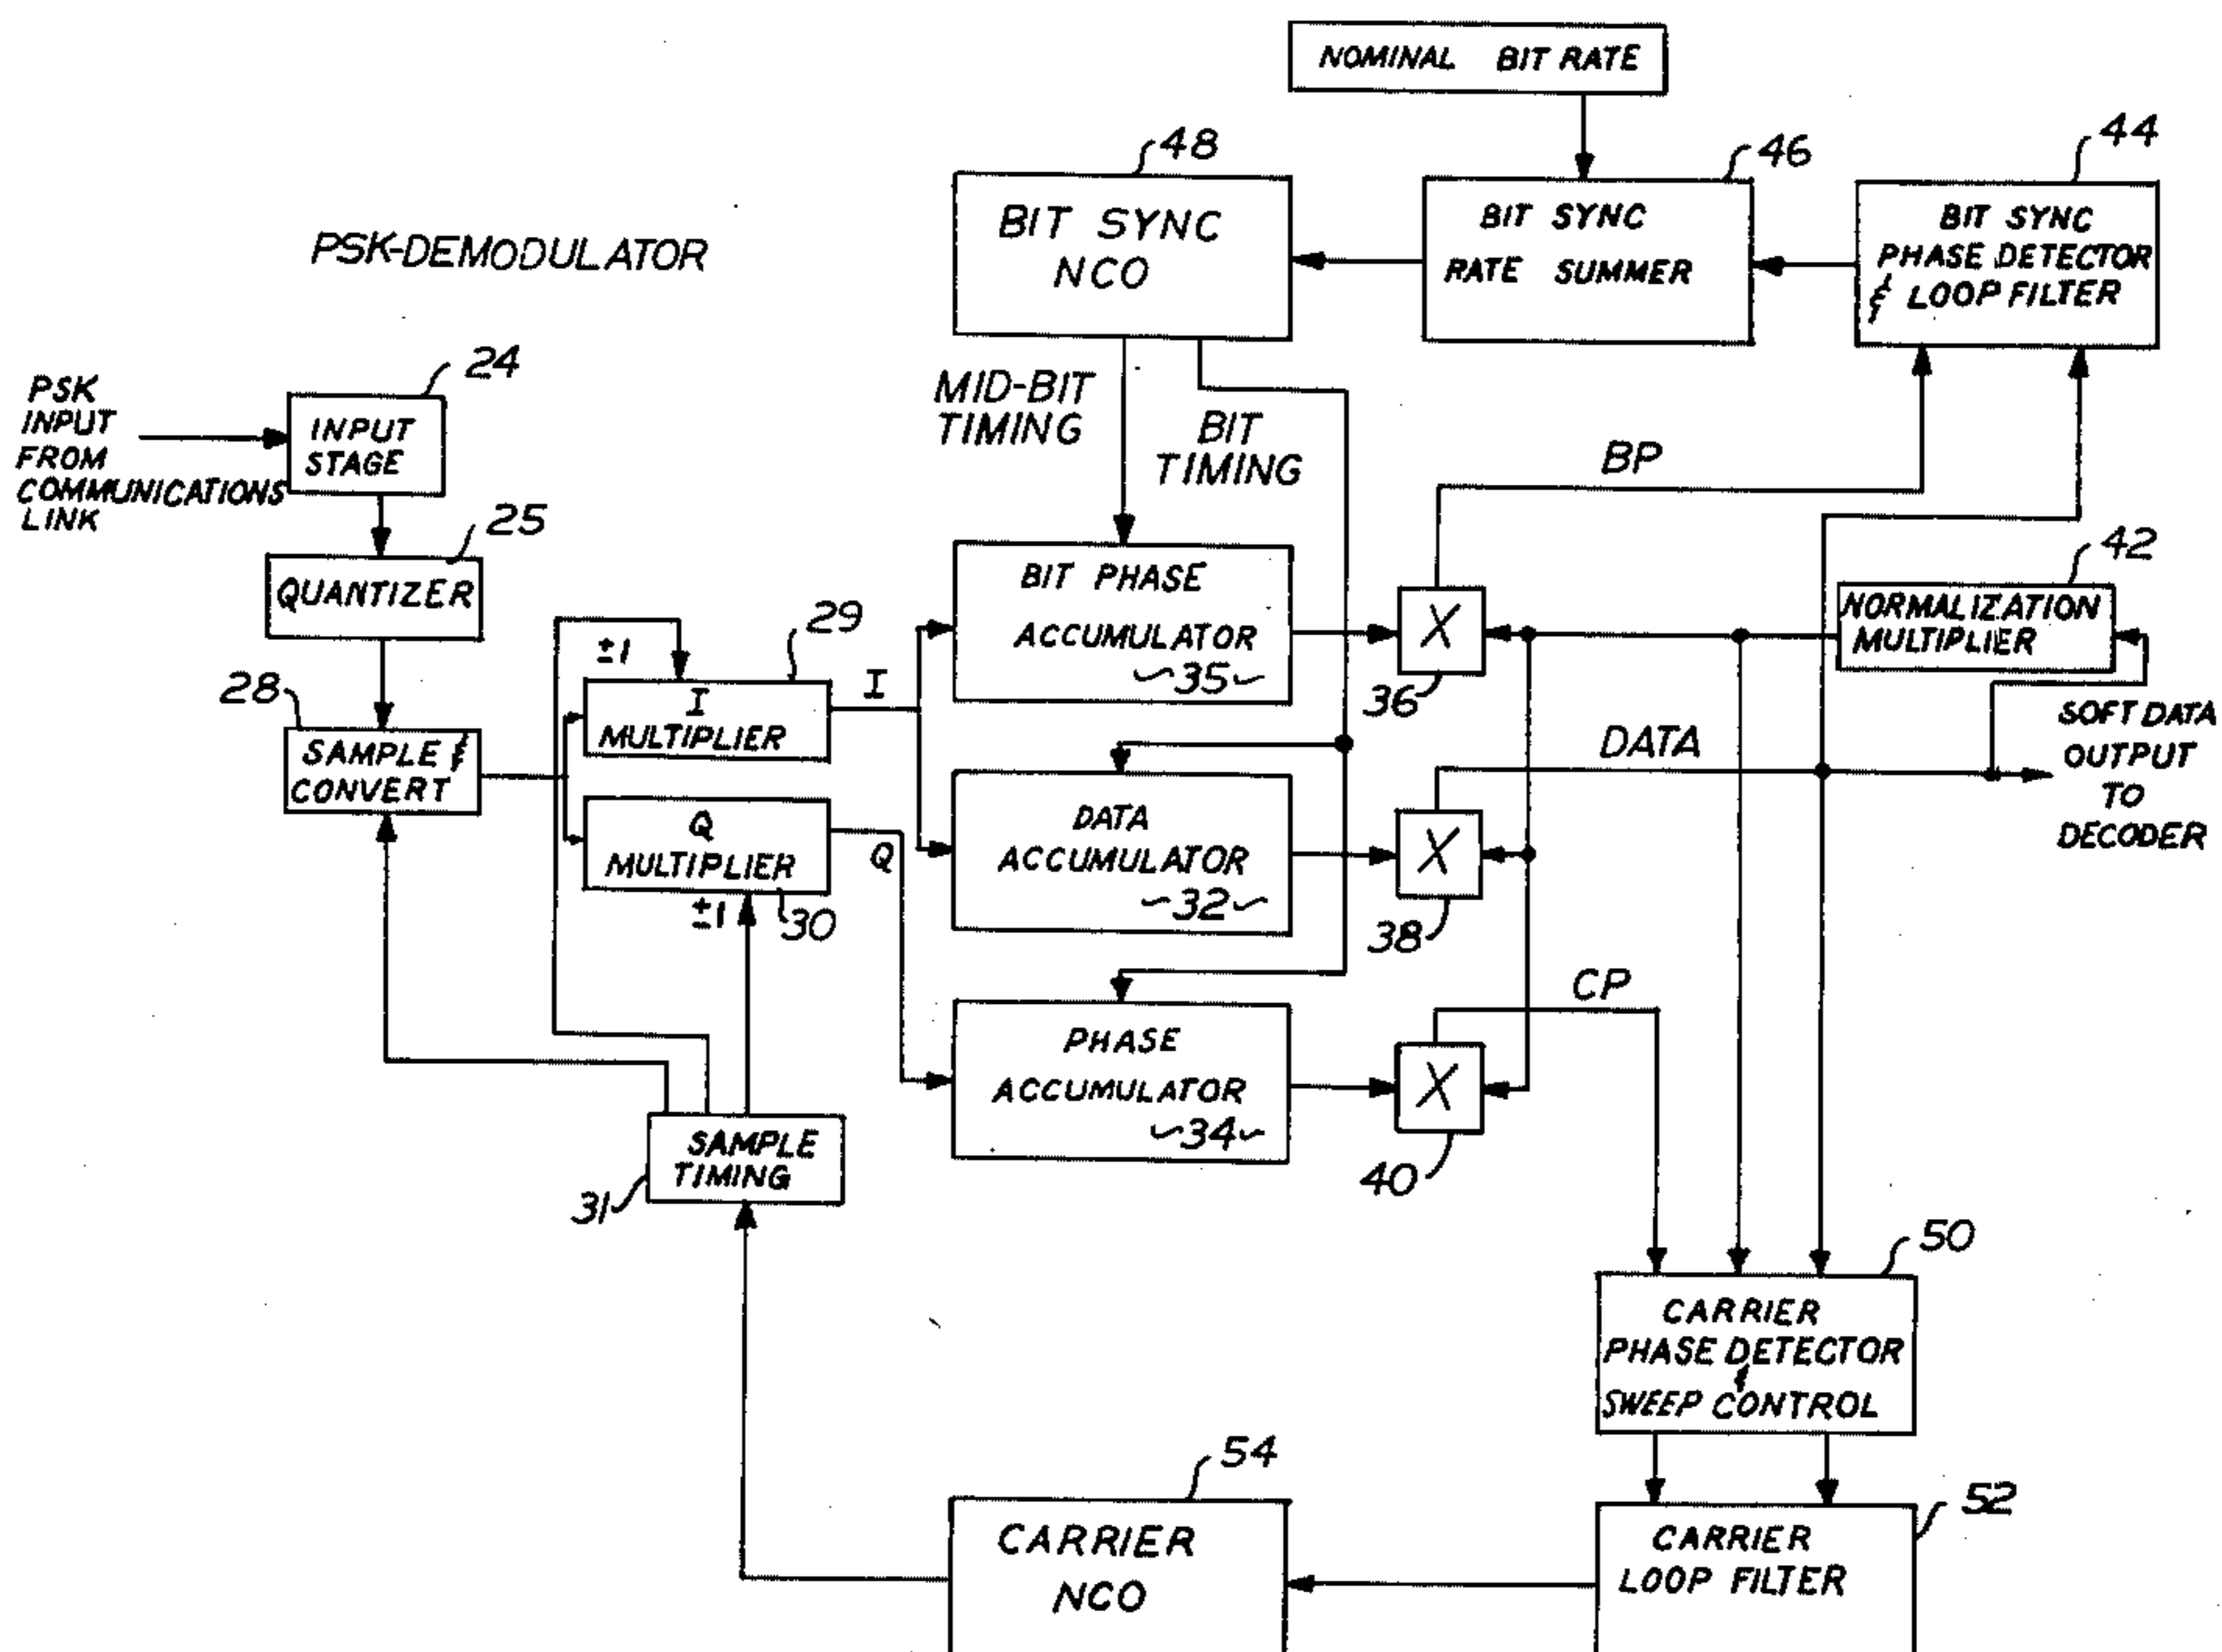 NOMINAL BIT RATE
48
46
44
BIT SYNC
NCO
BIT SYNC
RATE SUMMER
BIT SYNC
PHASE DETECTOR
& LOOP FILTER
PSK-DEMODULATOR
24
PSK
INPUT
FROM
COMMUNICATIONS
LINK
INPUT
STAGE
MID-BIT
TIMING
BIT
TIMING
BP
25
QUANTIZER
42
NORMALIZATION
MULTIPLIER
29
±1
BIT PHASE
ACCUMULATOR
35
X
36
28
SAMPLE &
CONVERT
I
MULTIPLIER
I
SOFT DATA
OUTPUT
TO
DECODER
DATA
Q
MULTIPLIER
Q
±1
30
DATA
ACCUMULATOR
32
X
38
CP
PHASE
ACCUMULATOR
34
X
40
SAMPLE
TIMING
31
50
CARRIER
PHASE DETECTOR
&
SWEEP CONTROL
54
CARRIER
NCO
52
CARRIER
LOOP FILTER